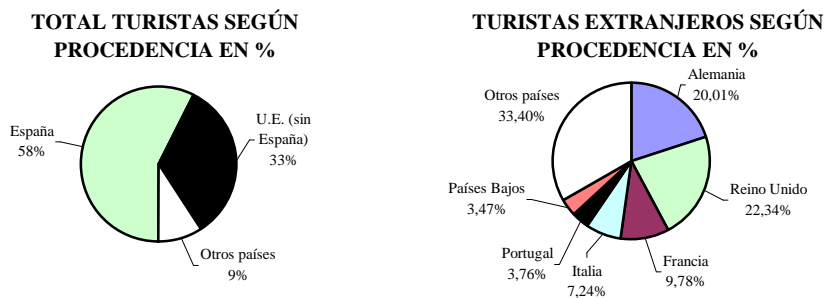 TOTAL TURISTAS SEGÚN
PROCEDENCIA EN %
España
58%
U.E. (sin
España)
33%
Otros países
9%
TURISTAS EXTRANJEROS SEGÚN
PROCEDENCIA EN %
Alemania
20,01%
Otros países
33,40%
Países Bajos
3,47%
Reino Unido
22,34%
Portugal
3,76%
Italia
7,24%
Francia
9,78%